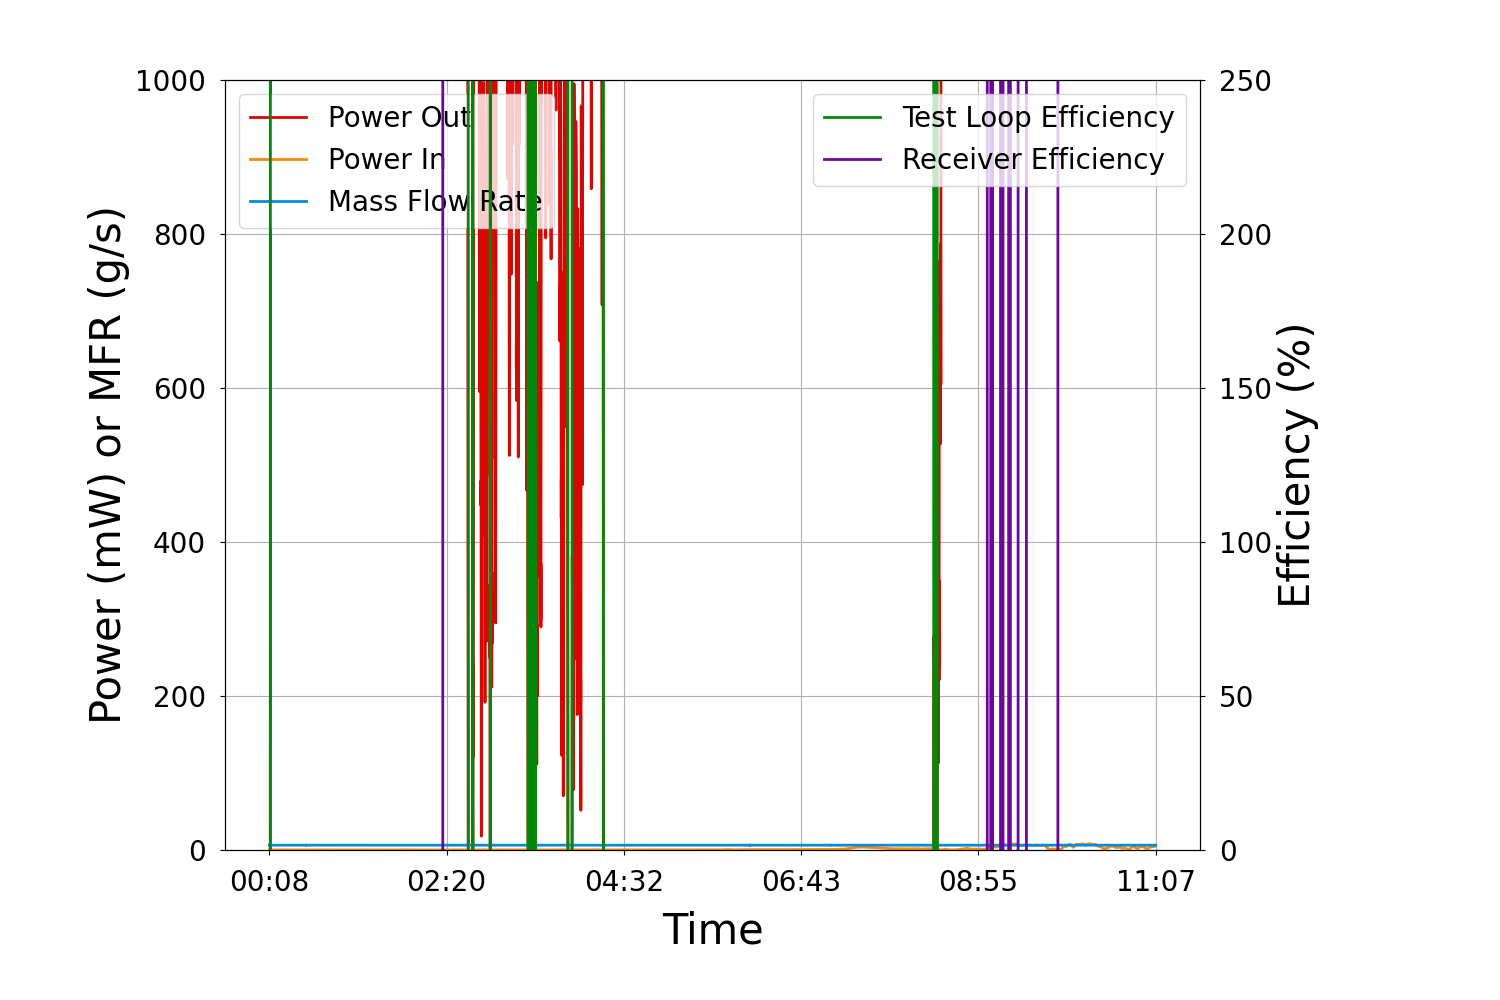 1000
800
600
400
200
0
Power (mW) or MFR (g/s)
Power Out
Power In
Mass Flow Rate
Test Loop Efficiency
Receiver Efficiency
250
200
150
100
50
0
Efficiency (%)
00:08 02:20 04:32 06:43 08:55 11:07
Time